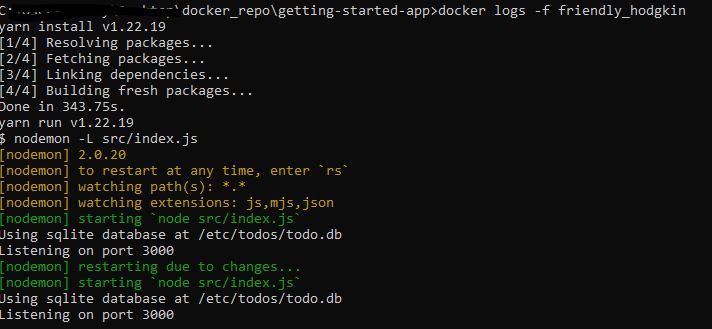 C:\docker_repo\getting-started-app>docker logs -f friendly_hodgkin
yarn install v1.22.19
[1/4] Resolving packages...
[2/4] Fetching packages...
[3/4] Linking dependencies...
[4/4] Building fresh packages...
Done in 343.75s.
yarn run v1.22.19
$ nodemon -L src/index.js
[nodemon] 2.0.20
[nodemon] to restart at any time, enter `rs`
[nodemon] watching path(s): *.*
[nodemon] watching extensions: js,mjs,json
[nodemon] starting `node src/index.js`
Using sqlite database at /etc/todos/todo.db
Listening on port 3000
[nodemon] restarting due to changes...
[nodemon] starting `node src/index.js`
Using sqlite database at /etc/todos/todo.db
Listening on port 3000